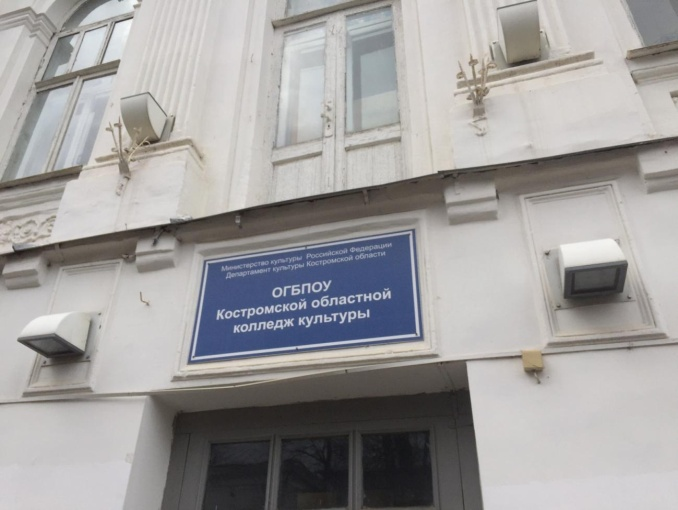 Министерство культуры Российской Федерации
Департамент культуры Костромской области
ОГБПОУ
Костромской областной
колледж культуры